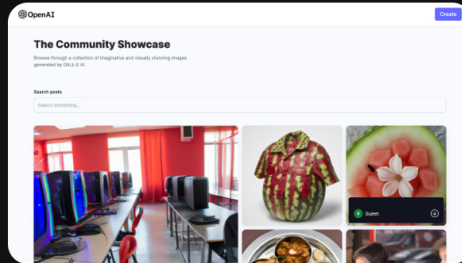 OpenAI
Create
The Community Showcase
Browse through a collection of imaginative and visually stunning images
generated by DALL-E AI
Search posts
Search something...